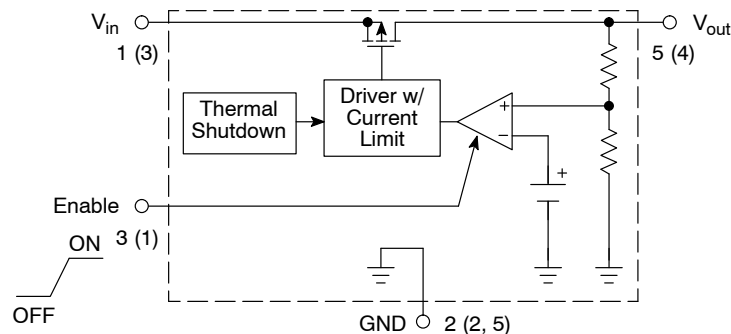 Vin
1 (3)
Vout
5 (4)
Thermal
Shutdown
Driver w/
Current
Limit
+
−
+
Enable
3 (1)
ON
OFF
GND
2 (2, 5)